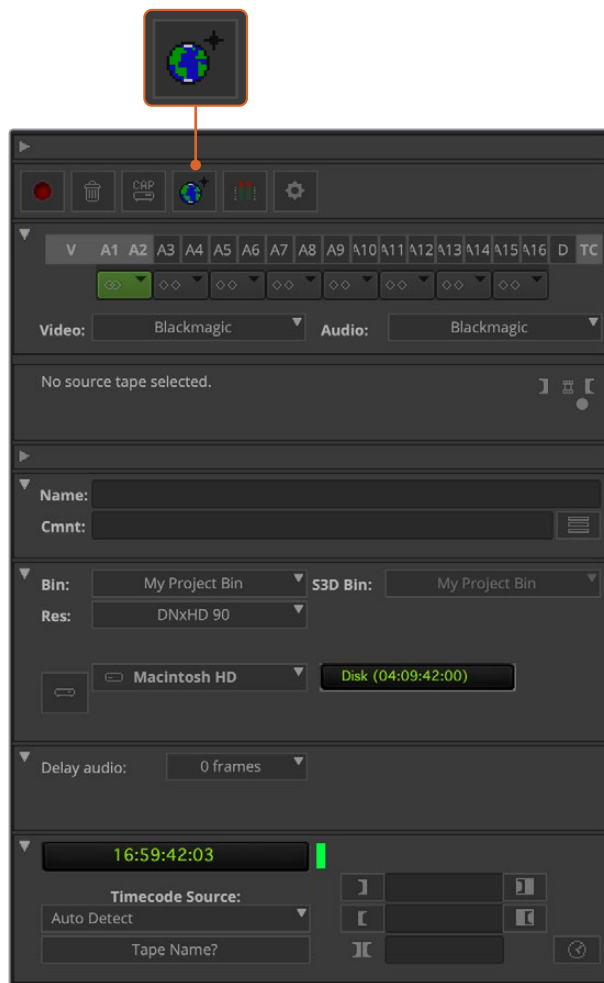 CAP
V A1 A2 A3 A4 A5 A6 A7 A8 A9 A10 A11 A12 A13 A14 A15 A16 D TC
Video: Blackmagic Audio: Blackmagic
No source tape selected.
Name:
Cmnt:
Bin: My Project Bin S3D Bin: My Project Bin
Res: DNxHD 90
Macintosh HD Disk (04:09:42:00)
Delay audio: 0 frames
16:59:42:03
Timecode Source:
Auto Detect
Tape Name?